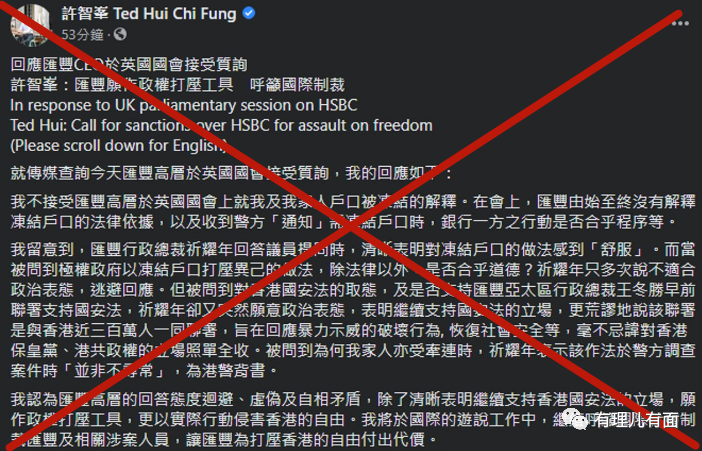 許智峯 Ted Hui Chi Fung
53分鐘 ·
回應匯豐CEO於英國國會接受質詢
許智峯：匯豐願作政權打壓工具 呼籲國際制裁
In response to UK parliamentary session on HSBC
Ted Hui: Call for sanctions over HSBC for assault on freedom
(Please scroll down for English)
就傳媒查詢今天匯豐高層於英國國會接受質詢，我的回應如下：
我不接受匯豐高層於英國國會上就我及我家人戶口被凍結的解釋。在會上，匯豐由始至終沒有解釋
凍結戶口的法律依據，以及收到警方「通知」需凍結戶口時，銀行一方之行動是否合乎程序等。
我留意到，匯豐行政總裁祈耀年回答議員提問時，清晰表明對凍結戶口的做法感到「舒服」。而當
被問到極權政府以凍結戶口打壓異己的做法，除法律以外，是否合乎道德？祈耀年只多次說不適合
政治表態，逃避回應。但被問到對香港國安法的取態，及是否支持匯豐亞太區行政總裁王冬勝早前
聯署支持國安法，祈耀年卻又突然願意政治表態，表明繼續支持國安法的立場，更荒謬地說該聯署
是與香港近三百萬人一同聯署，旨在回應暴力示威的破壞行為, 恢復社會安全等，毫不忌諱對香港
保皇黨、港共政權的立場照單全收。被問到為何我家人亦受牽連時，祈耀年表示該作法於警方調查
案件時「並非不尋常」，為港警背書。
我認為匯豐高層的回答態度迴避、虛偽及自相矛盾，除了清晰表明繼續支持香港國安法的立場，願
作政權打壓工具，更以實際行動侵害香港的自由。我將於國際的遊說工作中，繼 呼 制
裁匯豐及相關涉案人員，讓匯豐為打壓香港的自由付出代價。
有理儿有面